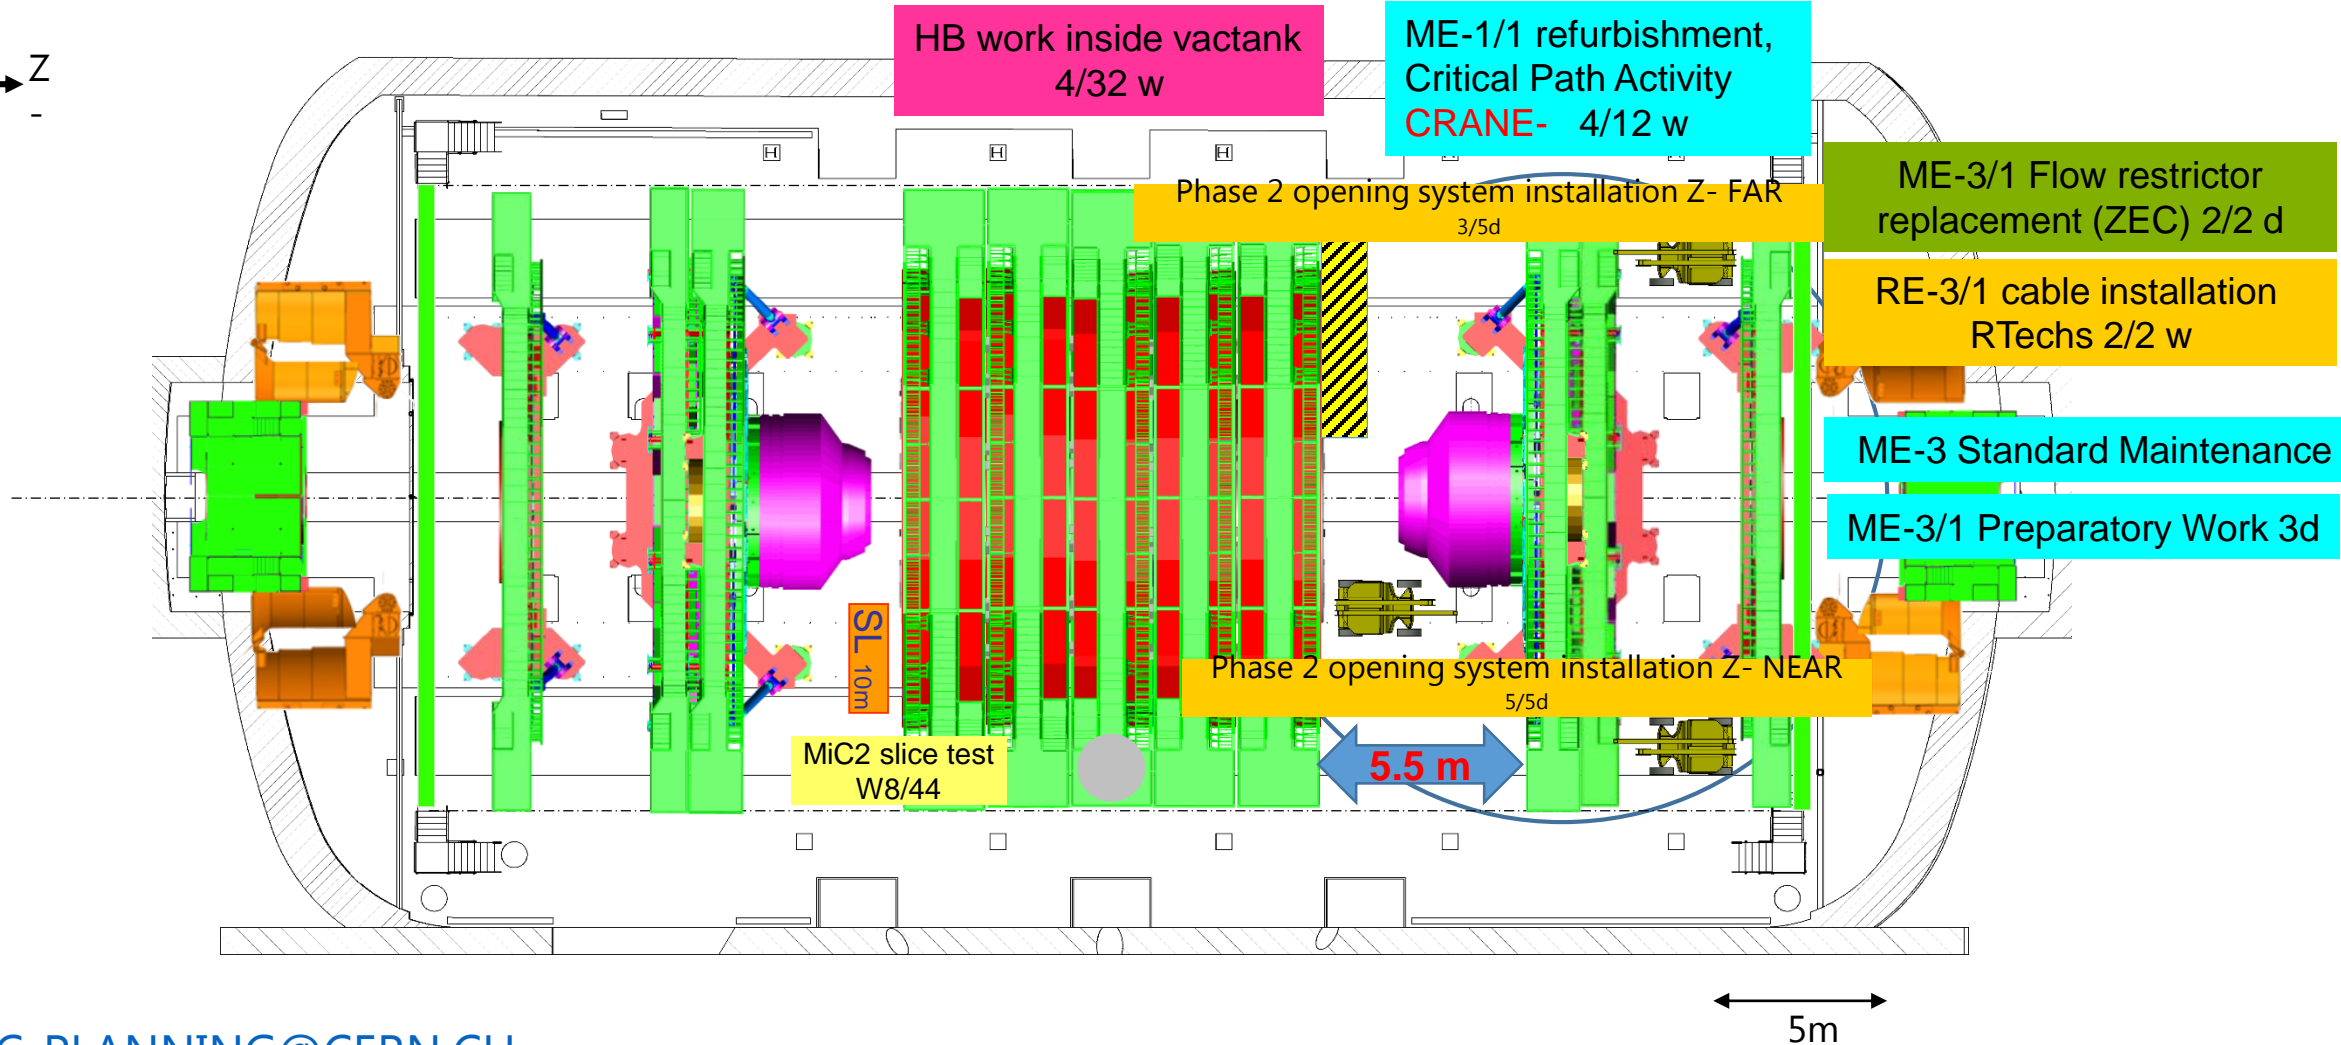 Z
-
HB work inside vactank
4/32 w
ME-1/1 refurbishment,
Critical Path Activity
CRANE- 4/12 w
H
H
H
Phase 2 opening system installation Z- FAR
3/5d
ME-3/1 Flow restrictor
replacement (ZEC) 2/2 d
RE-3/1 cable installation
RTechs 2/2 w
ME-3 Standard Maintenance
ME-3/1 Preparatory Work 3d
SL 10m
Phase 2 opening system installation Z- NEAR
5/5d
MiC2 slice test
W8/44
5.5 m
5m